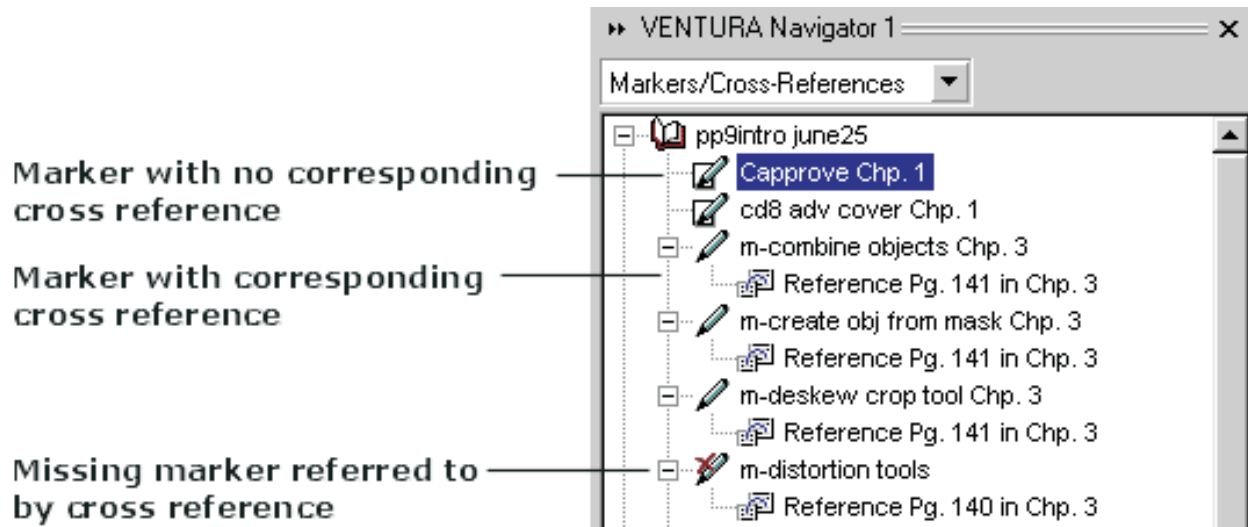 VENTURA Navigator 1
Markers/Cross-References
pp9intro june25
Marker with no corresponding
cross reference
Capprove Chp. 1
cd8 adv cover Chp. 1
Marker with corresponding
cross reference
m-combine objects Chp. 3
Reference Pg. 141 in Chp. 3
m-create obj from mask Chp. 3
Reference Pg. 141 in Chp. 3
m-deskew crop tool Chp. 3
Reference Pg. 141 in Chp. 3
Missing marker referred to
by cross reference
m-distortion tools
Reference Pg. 140 in Chp. 3